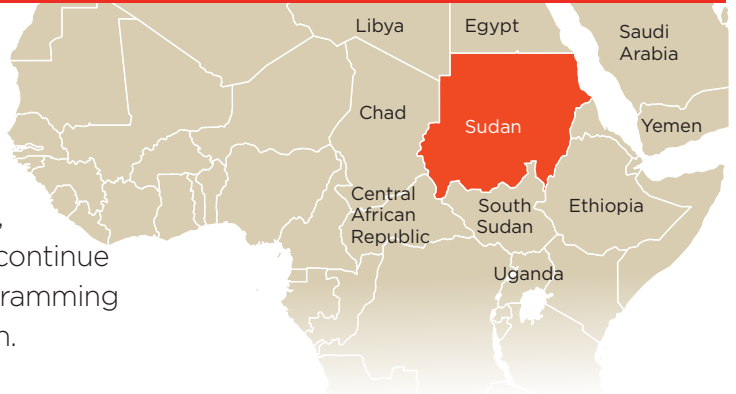 Libya
Egypt
Saudi
Arabia
Chad
Sudan
Yemen
Central
African
Republic
South
Sudan
Ethiopia
Uganda
,
continue
ramming
n.